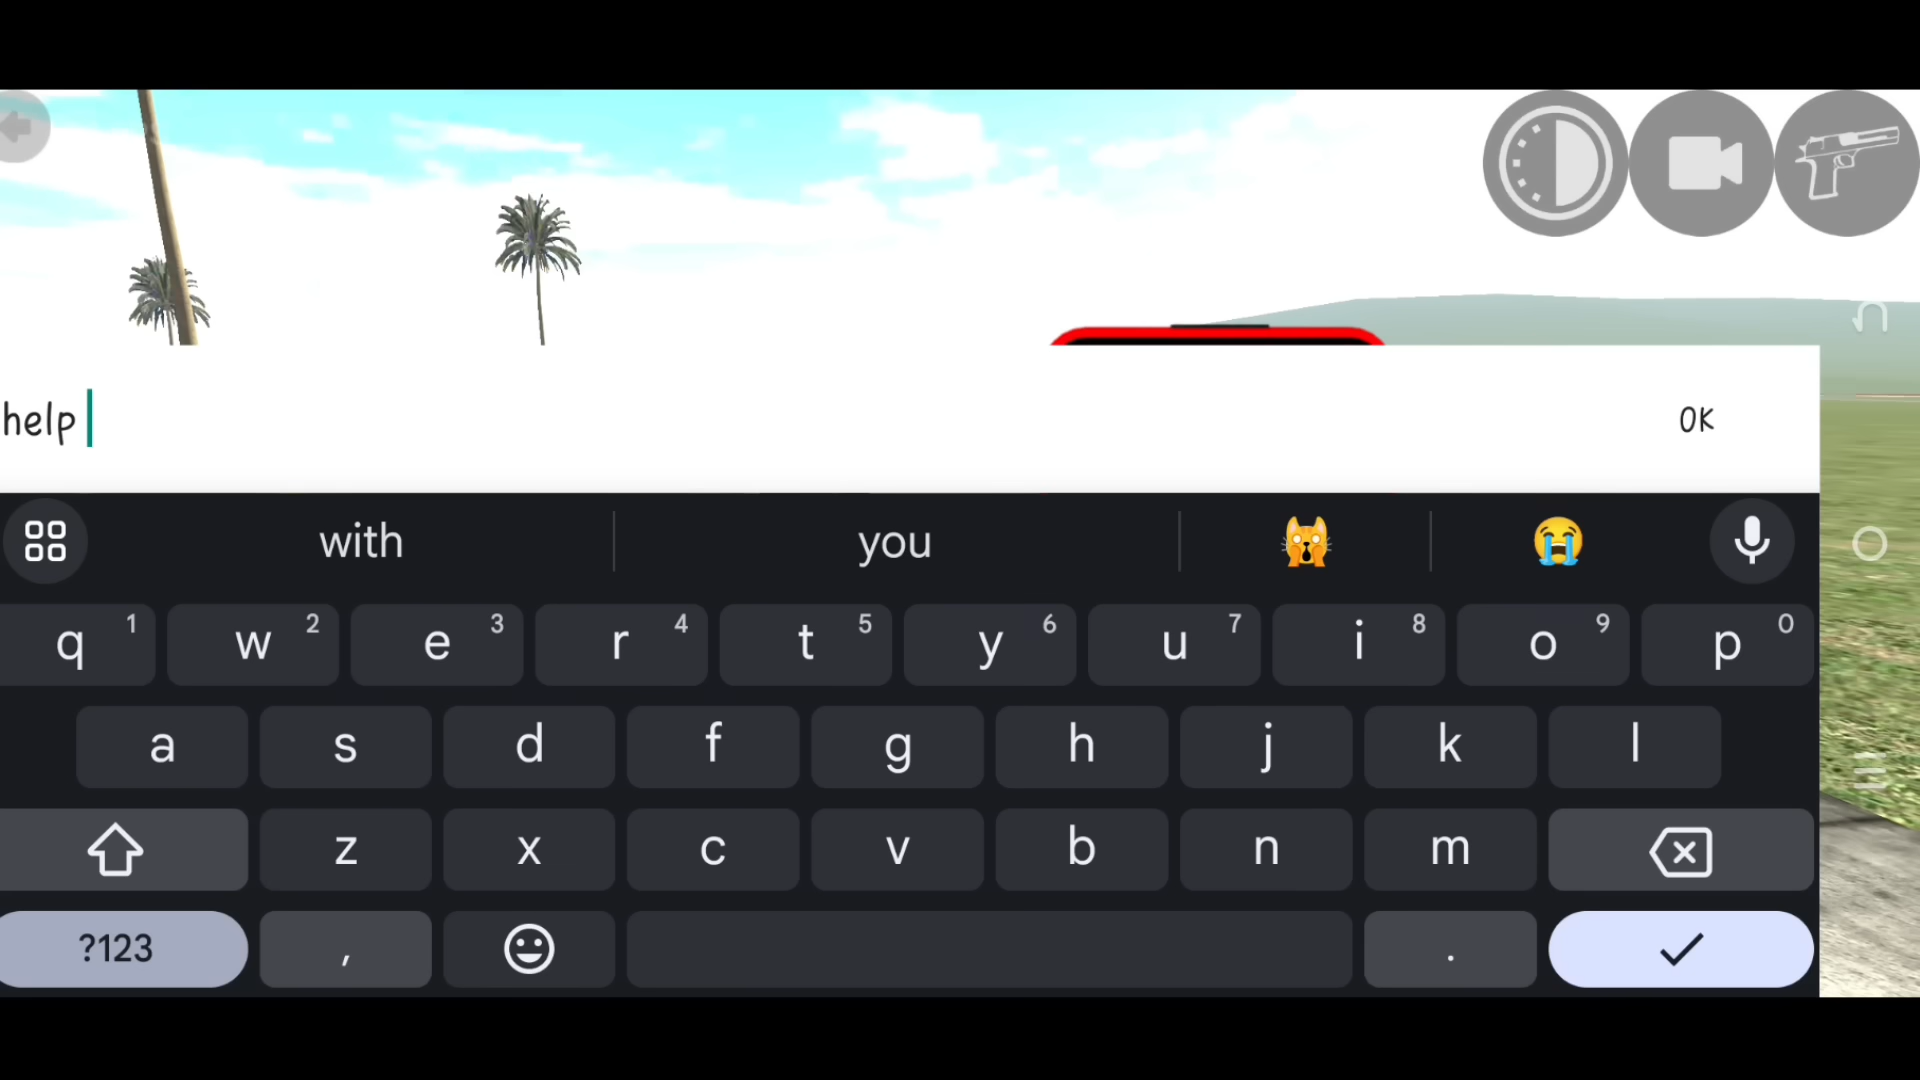 help
OK
with you 🙀 😭
q 1 w 2 e 3 r 4 t 5 y 6 u 7 i 8 o 9 p 0
a s d f g h j k l
z x c v b n m
?123 , .